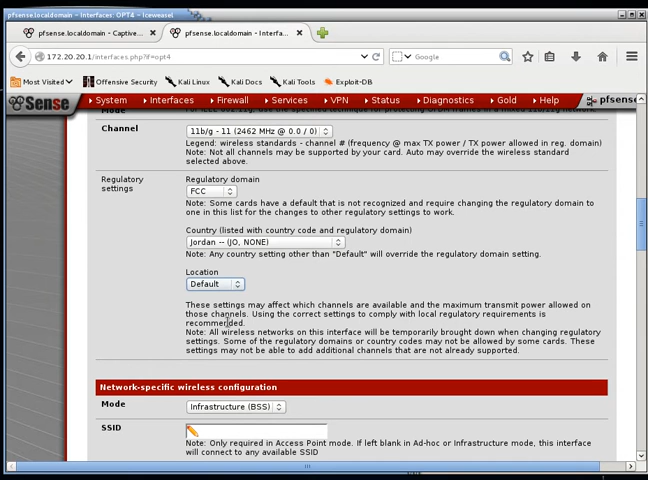 pfsense.localdomain - Interfaces: OPT4 - Iceweasel
pfsense.localdomain - Captive... pfsense.localdomain - Interfa...
172.20.20.1/interfaces.php?if=opt4 Google
Most Visited Offensive Security Kali Linux Kali Docs Kali Tools Exploit-DB
Sense System Interfaces Firewall Services VPN Status Diagnostics Gold Help pfsense
Mode
Channel
11b/g - 11 (2462 MHz @ 0.0 / 0)
Legend: wireless standards - channel # (frequency @ max TX power / TX power allowed in reg. domain)
Note: Not all channels may be supported by your card. Auto may override the wireless standard
selected above.
Regulatory
settings
Regulatory domain
FCC
Note: Some cards have a default that is not recognized and require changing the regulatory domain to
one in this list for the changes to other regulatory settings to work.
Country (listed with country code and regulatory domain)
Jordan -- (JO, NONE)
Note: Any country setting other than "Default" will override the regulatory domain setting.
Location
Default
These settings may affect which channels are available and the maximum transmit power allowed on
those channels. Using the correct settings to comply with local regulatory requirements is
recommended.
Note: All wireless networks on this interface will be temporarily brought down when changing regulatory
settings. Some of the regulatory domains or country codes may not be allowed by some cards. These
settings may not be able to add additional channels that are not already supported.
Network-specific wireless configuration
Mode
Infrastructure (BSS)
SSID
Note: Only required in Access Point mode. If left blank in Ad-hoc or Infrastructure mode, this interface
will connect to any available SSID